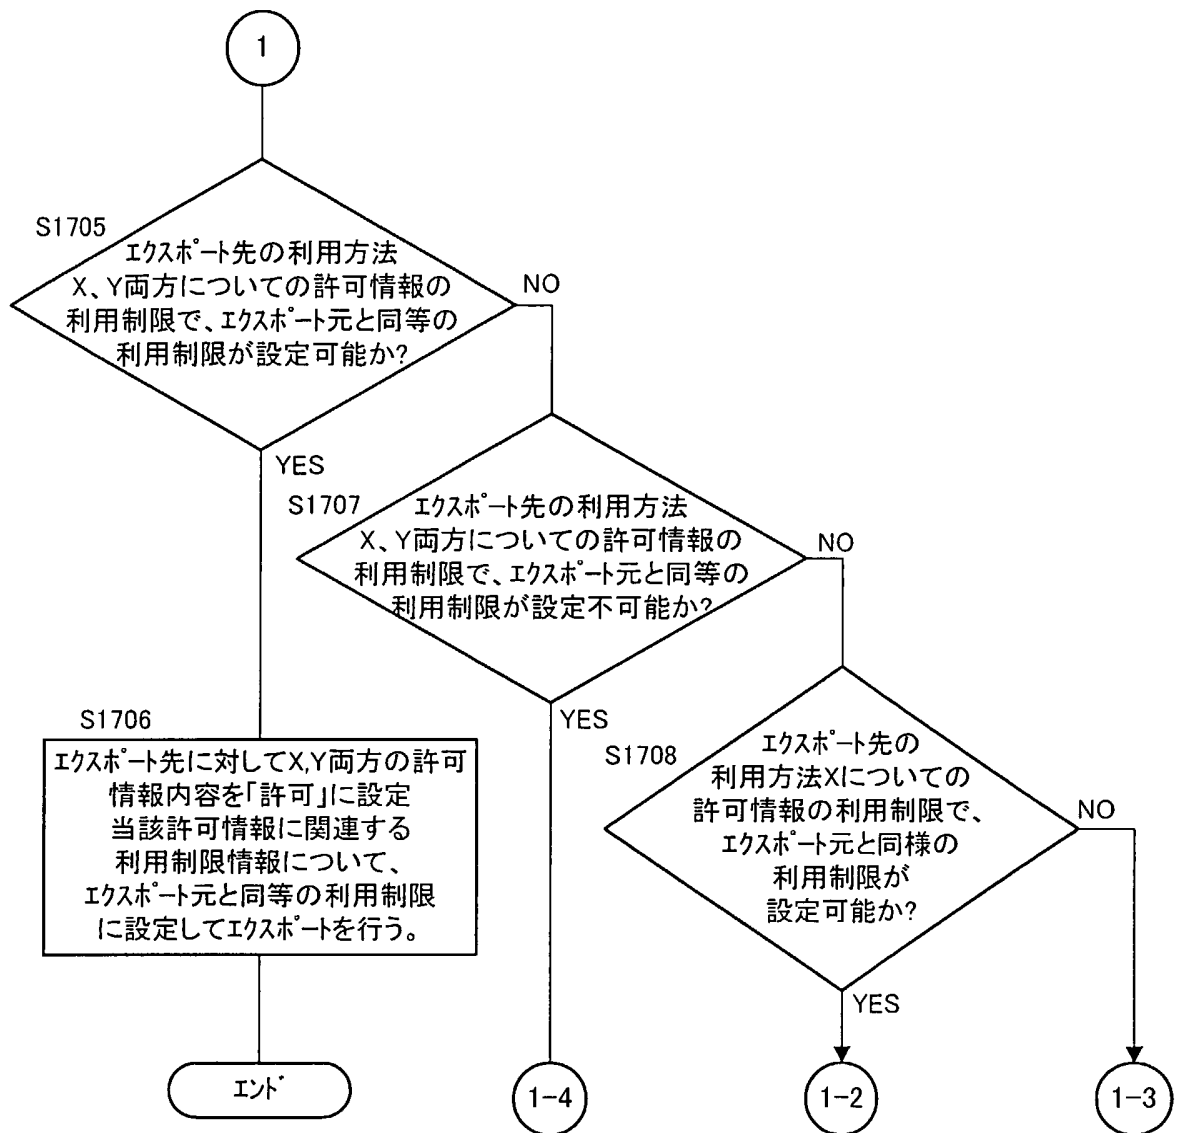 1
S1705
エクスポート先の利用方法
X、Y両方についての許可情報の
利用制限で、エクスポート元と同等の
利用制限が設定可能か?
NO
YES
S1707
エクスポート先の利用方法
X、Y両方についての許可情報の
利用制限で、エクスポート元と同等の
利用制限が設定不可能か?
NO
YES
S1706
エクスポート先に対してX,Y両方の許可
情報内容を「許可」に設定
当該許可情報に関連する
利用制限情報について、
エクスポート元と同等の利用制限
に設定してエクスポートを行う。
S1708
エクスポート先の
利用方法Xについての
許可情報の利用制限で、
エクスポート元と同様の
利用制限が
設定可能か?
NO
YES
エンド
1-4
1-2
1-3